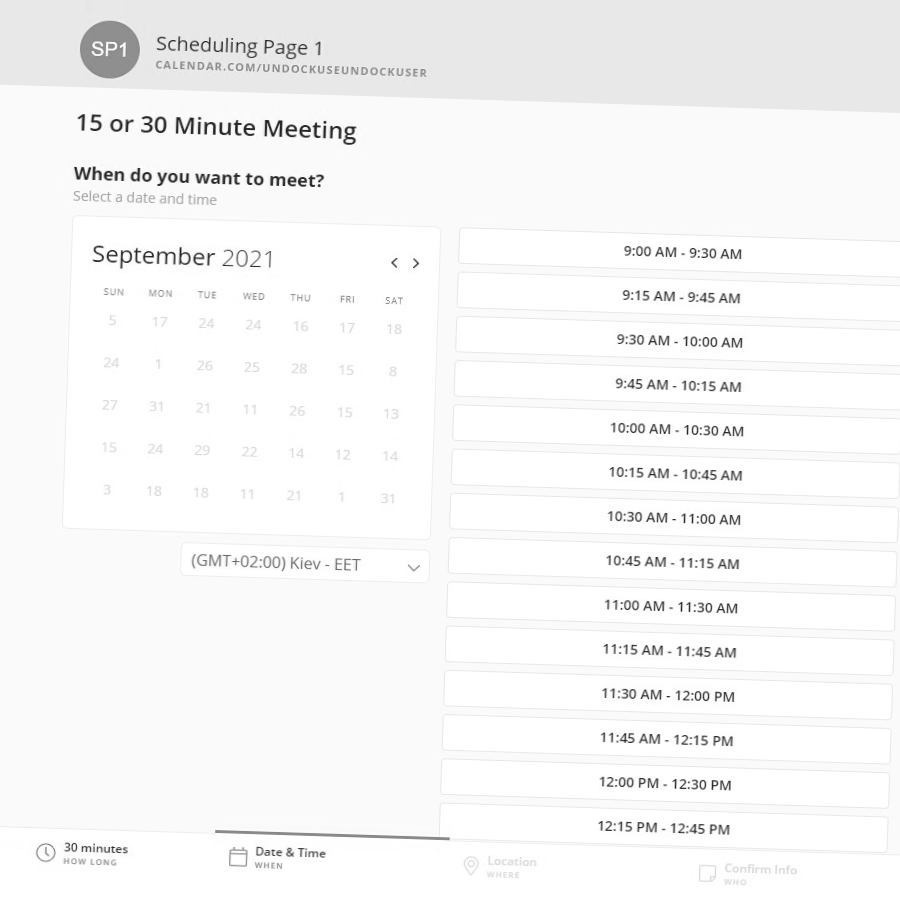 SP1
Scheduling Page 1
CALENDAR.COM/UNDOCKUSEUNDOCKUSER
15 or 30 Minute Meeting
When do you want to meet?
Select a date and time
September 2021
SUN MON TUE WED THU FRI SAT
5 17 24 24 16 17 18
24 1 26 25 28 15 8
27 31 21 11 26 15 13
15 24 29 22 14 12 14
3 18 18 11 21 1 31
(GMT+02:00) Kiev - EET
9:00 AM - 9:30 AM
9:15 AM - 9:45 AM
9:30 AM - 10:00 AM
9:45 AM - 10:15 AM
10:00 AM - 10:30 AM
10:15 AM - 10:45 AM
10:30 AM - 11:00 AM
10:45 AM - 11:15 AM
11:00 AM - 11:30 AM
11:15 AM - 11:45 AM
11:30 AM - 12:00 PM
11:45 AM - 12:15 PM
12:00 PM - 12:30 PM
12:15 PM - 12:45 PM
30 minutes
HOW LONG
Date & Time
WHEN
Location
WHERE
Confirm Info
WHO